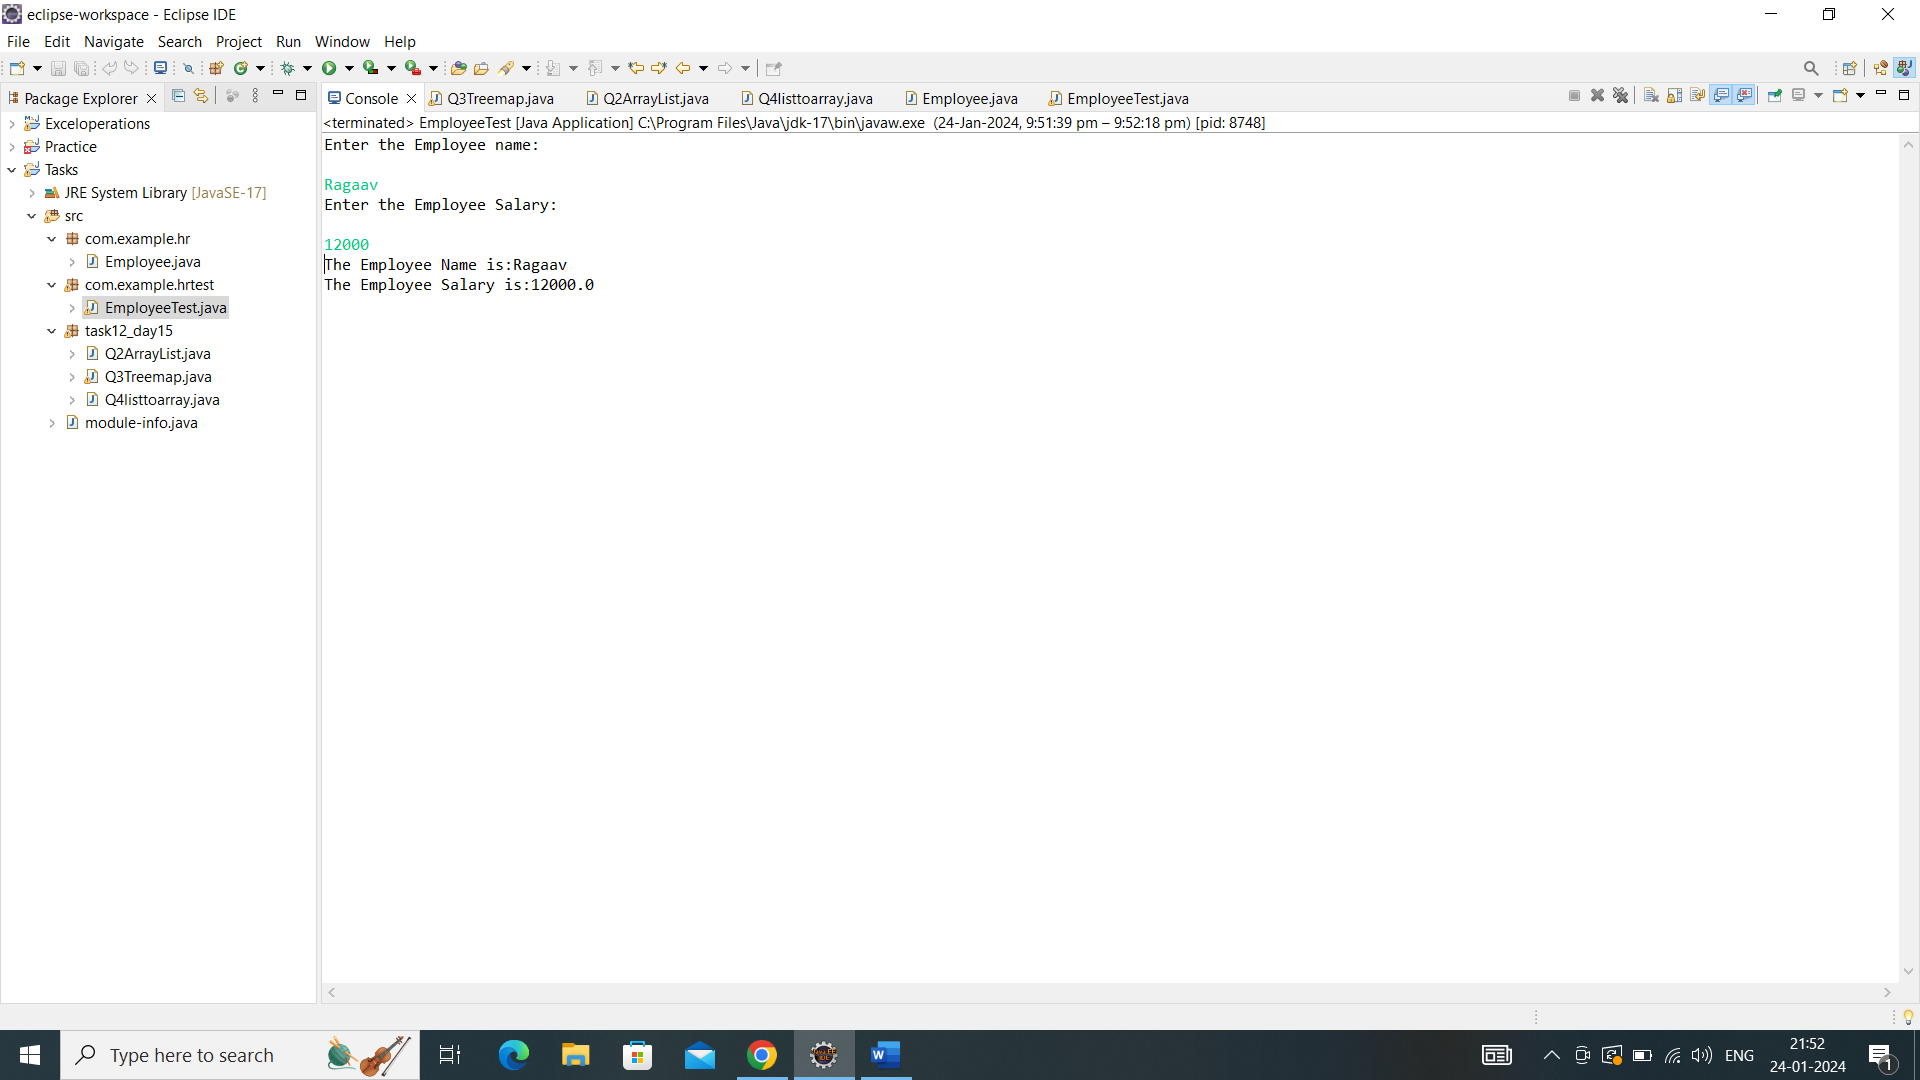 eclipse-workspace - Eclipse IDE
File Edit Navigate Search Project Run Window Help
Package Explorer
Exceloperations
Practice
Tasks
JRE System Library [JavaSE-17]
src
com.example.hr
Employee.java
com.example.hrtest
EmployeeTest.java
task12_day15
Q2ArrayList.java
Q3Treemap.java
Q4listtoarray.java
module-info.java
Console Q3Treemap.java Q2ArrayList.java Q4listtoarray.java Employee.java EmployeeTest.java
<terminated> EmployeeTest [Java Application] C:\Program Files\Java\jdk-17\bin\javaw.exe (24-Jan-2024, 9:51:39 pm – 9:52:18 pm) [pid: 8748]
Enter the Employee name:
Ragaav
Enter the Employee Salary:
12000
The Employee Name is:Ragaav
The Employee Salary is:12000.0
Type here to search
ENG
21:52
24-01-2024
1